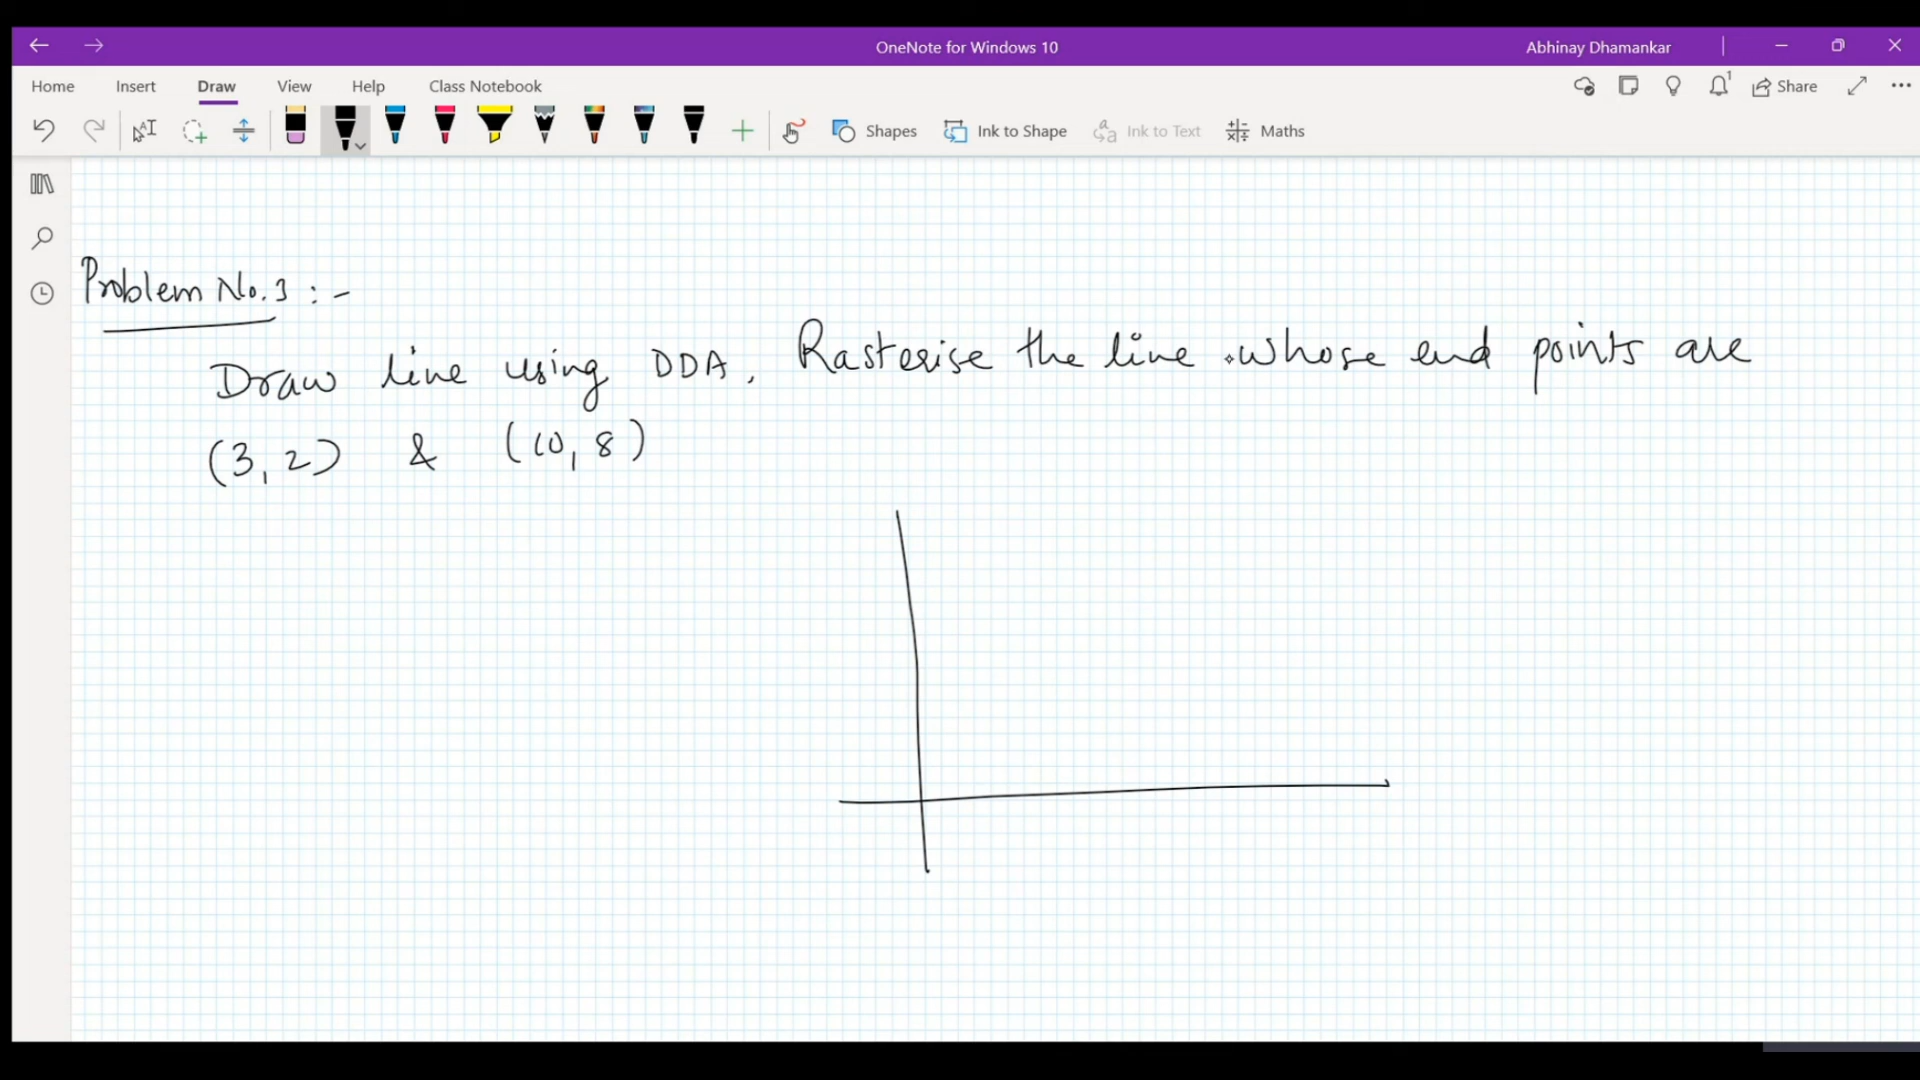 OneNote for Windows 10
Abhinay Dhamankar
Home Insert Draw View Help Class Notebook
1
Share
Shapes Ink to Shape Ink to Text Maths
Problem No.3 :-
Draw line using DDA. Rasterise the line whose end points are
(3,2) & (10,8)